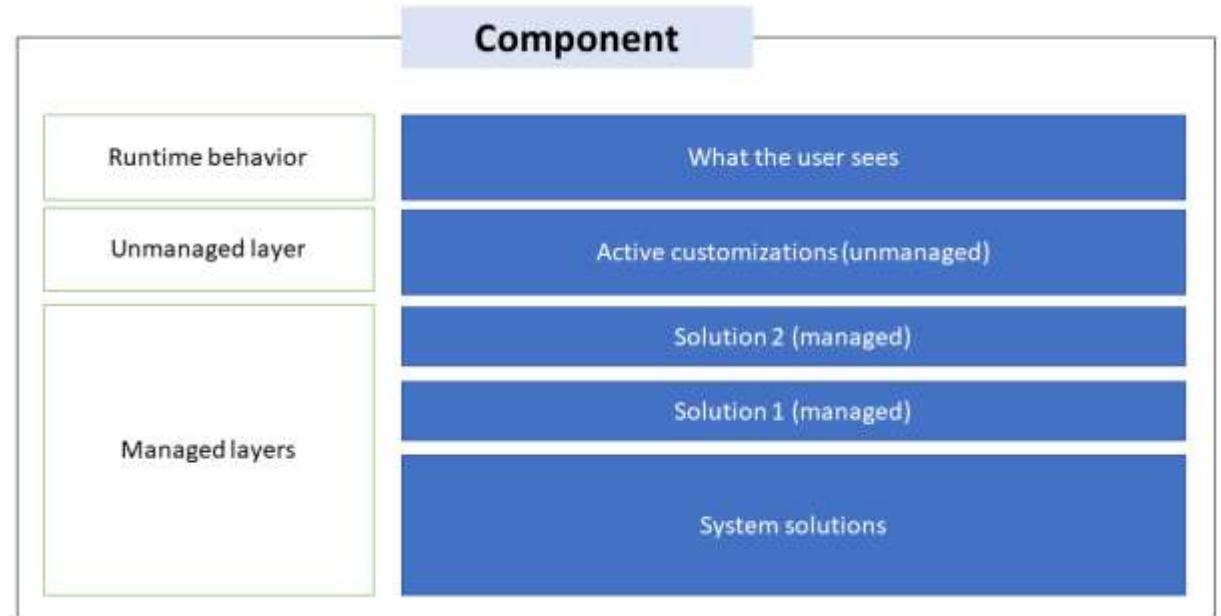 Component
Runtime behavior
What the user sees
Unmanaged layer
Active customizations (unmanaged)
Managed layers
Solution 2 (managed)
Solution 1 (managed)
System solutions